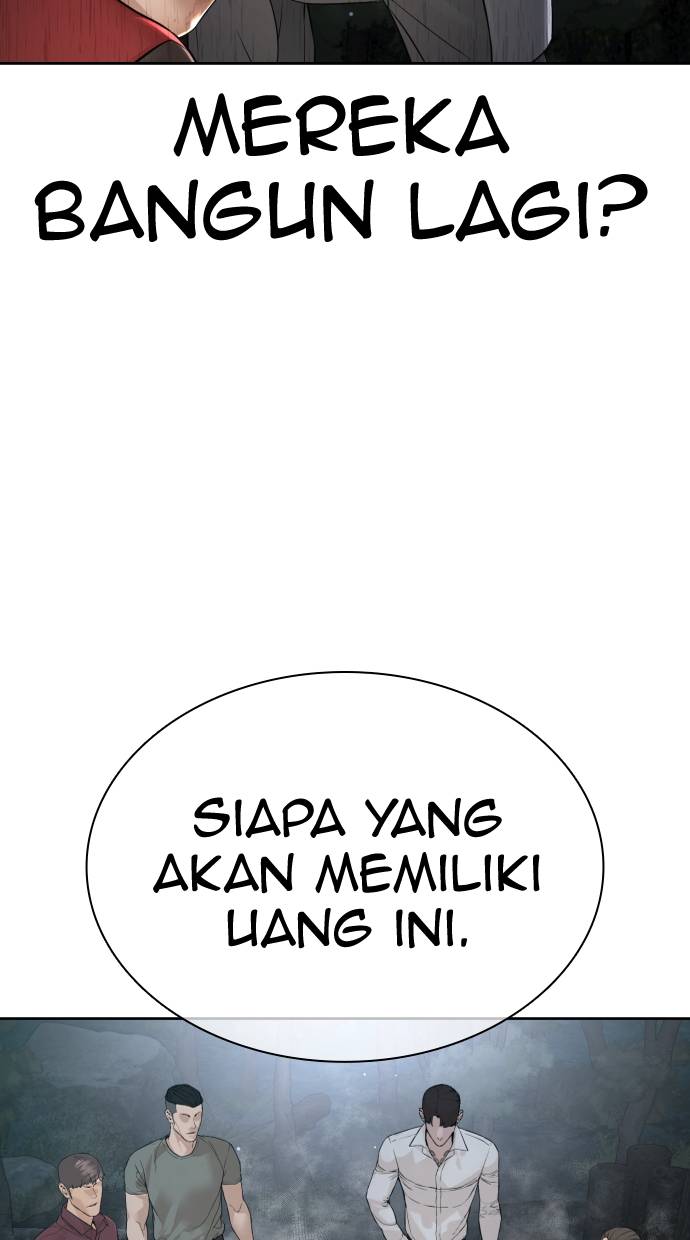 MEREKA
BANGUN LAGI?
SIAPA YANG
AKAN MEMILIKI
UANG INI.